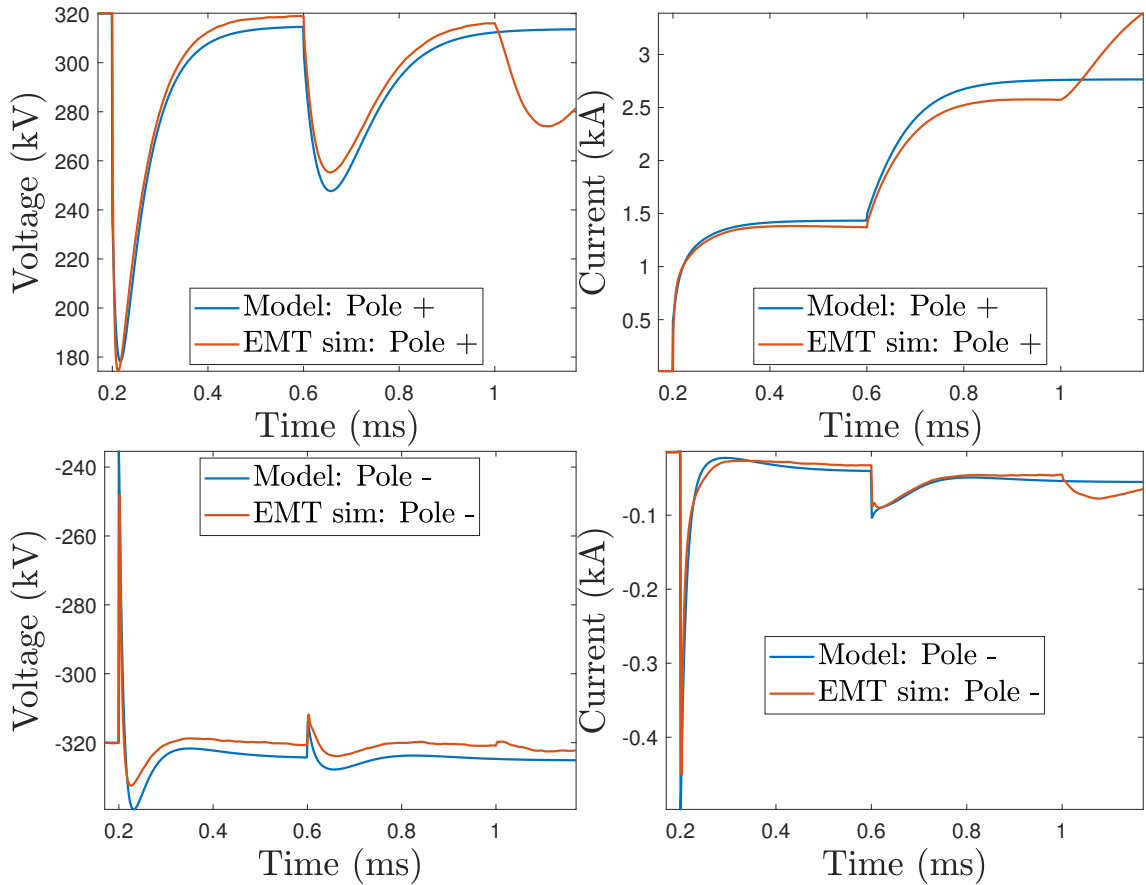 320
300
280
260
240
220
200
180
Voltage (kV)
Model: Pole +
EMT sim: Pole +
0.2
0.4
0.6
0.8
1
Time (ms)
3
2.5
2
1.5
1
0.5
Current (kA)
Model: Pole +
EMT sim: Pole +
0.2
0.4
0.6
0.8
1
Time (ms)
-240
-260
-280
-300
-320
Voltage (kV)
Model: Pole -
EMT sim: Pole -
0.2
0.4
0.6
0.8
1
Time (ms)
-0.1
-0.2
-0.3
-0.4
Current (kA)
Model: Pole -
EMT sim: Pole -
0.2
0.4
0.6
0.8
1
Time (ms)